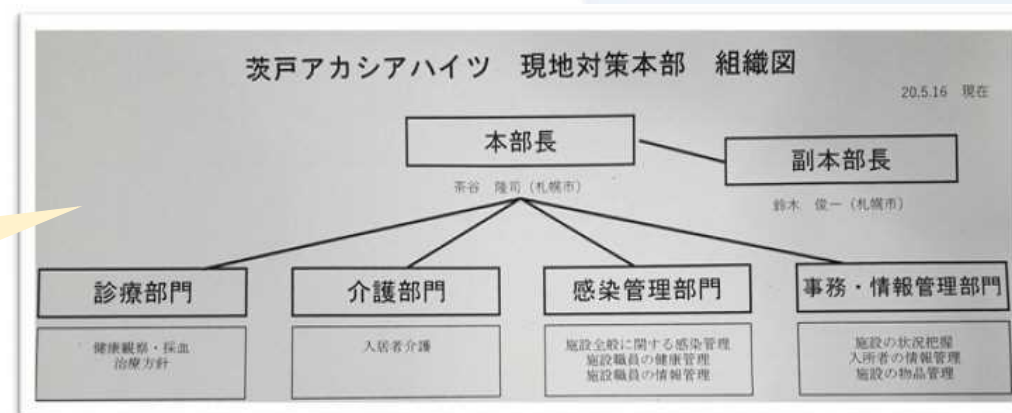 茨戸アカシアハイツ　現地対策本部　組織図
20.5.16　現在
本部長
副本部長
茶谷　隆司（札幌市）
鈴木　俊一（札幌市）
診療部門
介護部門
感染管理部門
事務・情報管理部門
健康観察・採血
治療方針
入居者介護
施設全般に関する感染管理
施設職員の健康管理
施設職員の情報管理
施設の状況把握
入所者の情報管理
施設の物品管理